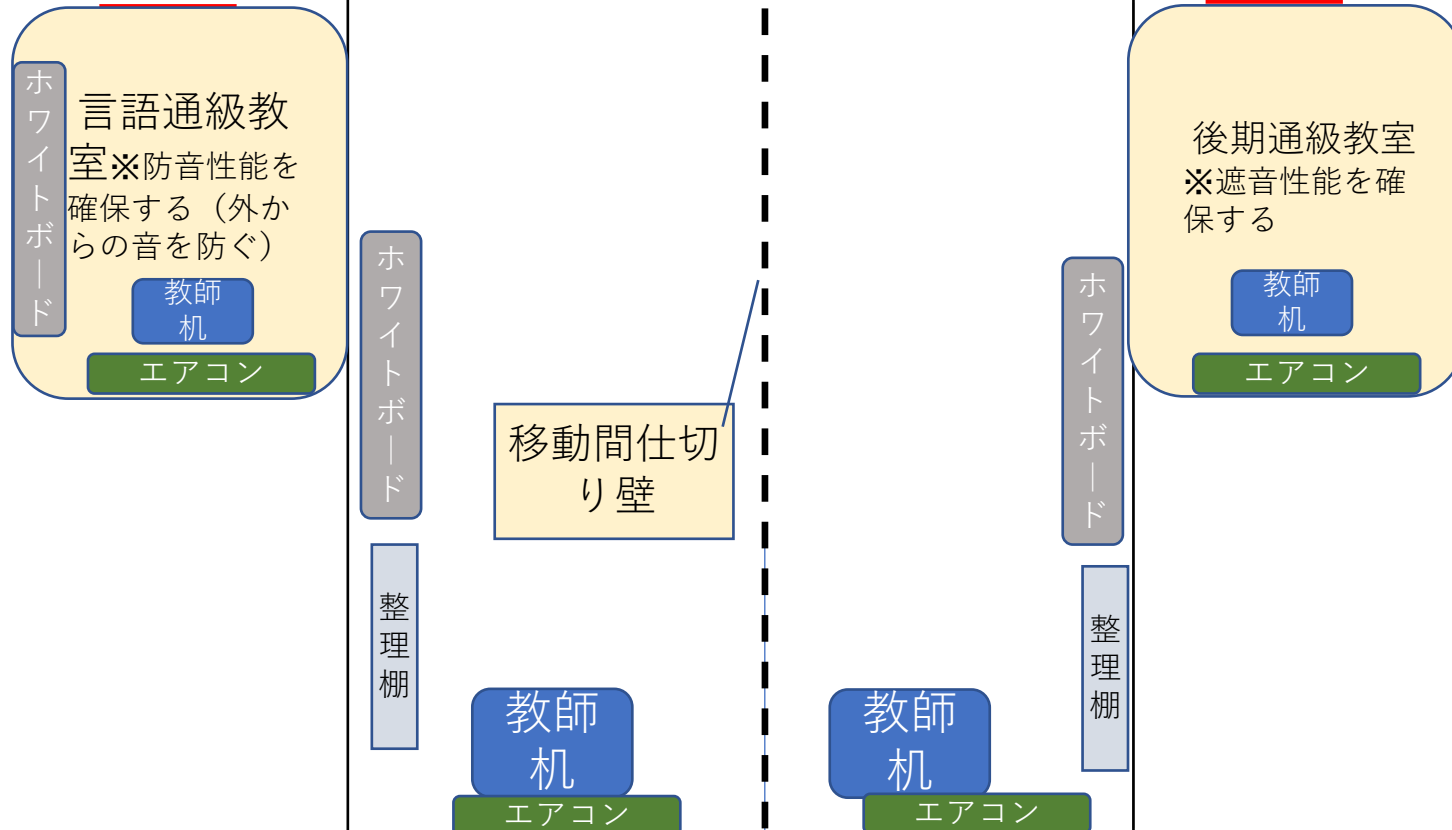 ホワイトボード
言語通級教
室※防音性能を
確保する（外か
らの音を防ぐ）
教師
机
エアコン
ホワイトボード
整理棚
移動間仕切
り壁
教師
机
エアコン
ホワイトボード
整理棚
教師
机
エアコン
後期通級教室
※遮音性能を確
保する
教師
机
エアコン